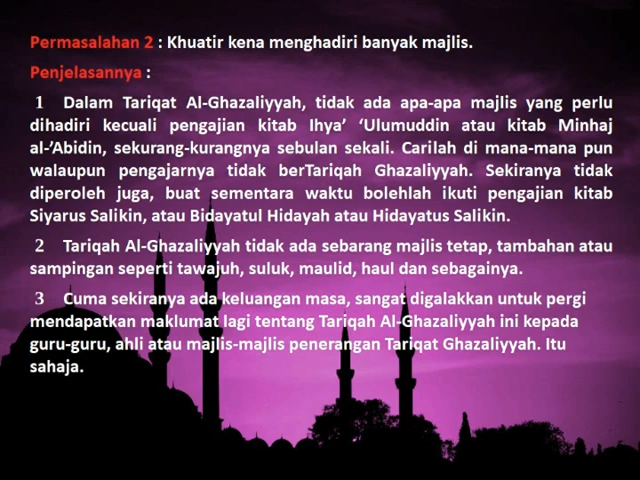 Permasalahan 2 : Khuatir kena menghadiri banyak majlis.
Penjelasannya :
1 Dalam Tariqat Al-Ghazaliyyah, tidak ada apa-apa majlis yang perlu
dihadiri kecuali pengajian kitab Ihya’ ‘Ulumuddin atau kitab Minhaj
al-’Abidin, sekurang-kurangnya sebulan sekali. Carilah di mana-mana pun
walaupun pengajarnya tidak berTariqah Ghazaliyyah. Sekiranya tidak
diperoleh juga, buat sementara waktu bolehlah ikuti pengajian kitab
Siyarus Salikin, atau Bidayatul Hidayah atau Hidayatus Salikin.
2 Tariqah Al-Ghazaliyyah tidak ada sebarang majlis tetap, tambahan atau
sampingan seperti tawajuh, suluk, maulid, haul dan sebagainya.
3 Cuma sekiranya ada keluangan masa, sangat digalakkan untuk pergi
mendapatkan maklumat lagi tentang Tariqah Al-Ghazaliyyah ini kepada
guru-guru, ahli atau majlis-majlis penerangan Tariqat Ghazaliyyah. Itu
sahaja.